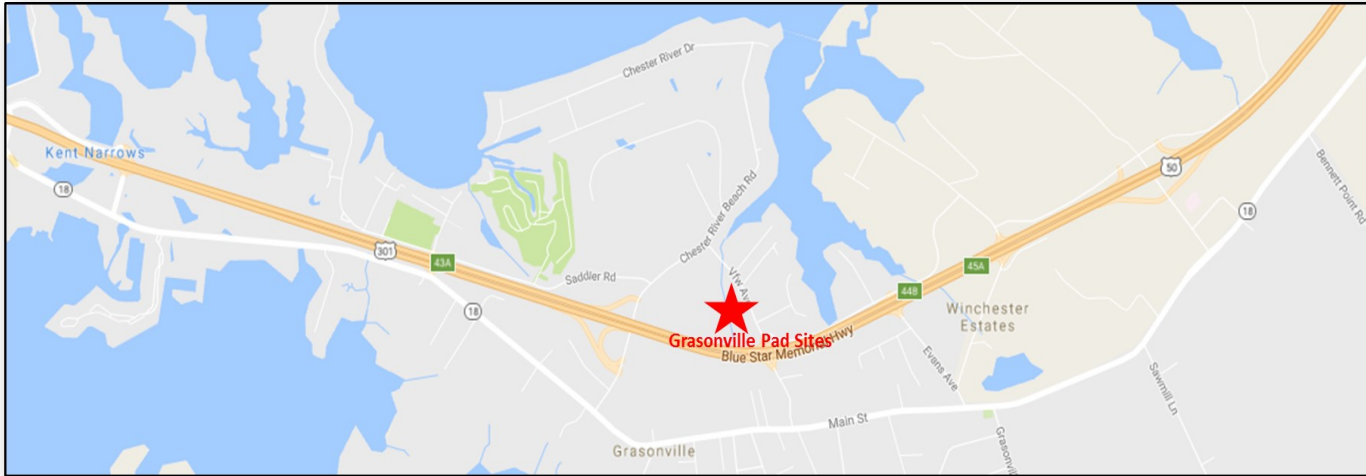 Chester River Dr
Kent Narrows
50
Bennett Point Rd
18
Chester River Beach Rd
18
301
43A
45A
Saddler Rd
Vfw Ave
44B
18
Winchester
Estates
Grasonville Pad Sites
Blue Star Memorial Hwy
Evans Ave
Sawmill Ln
Main St
Grasonville